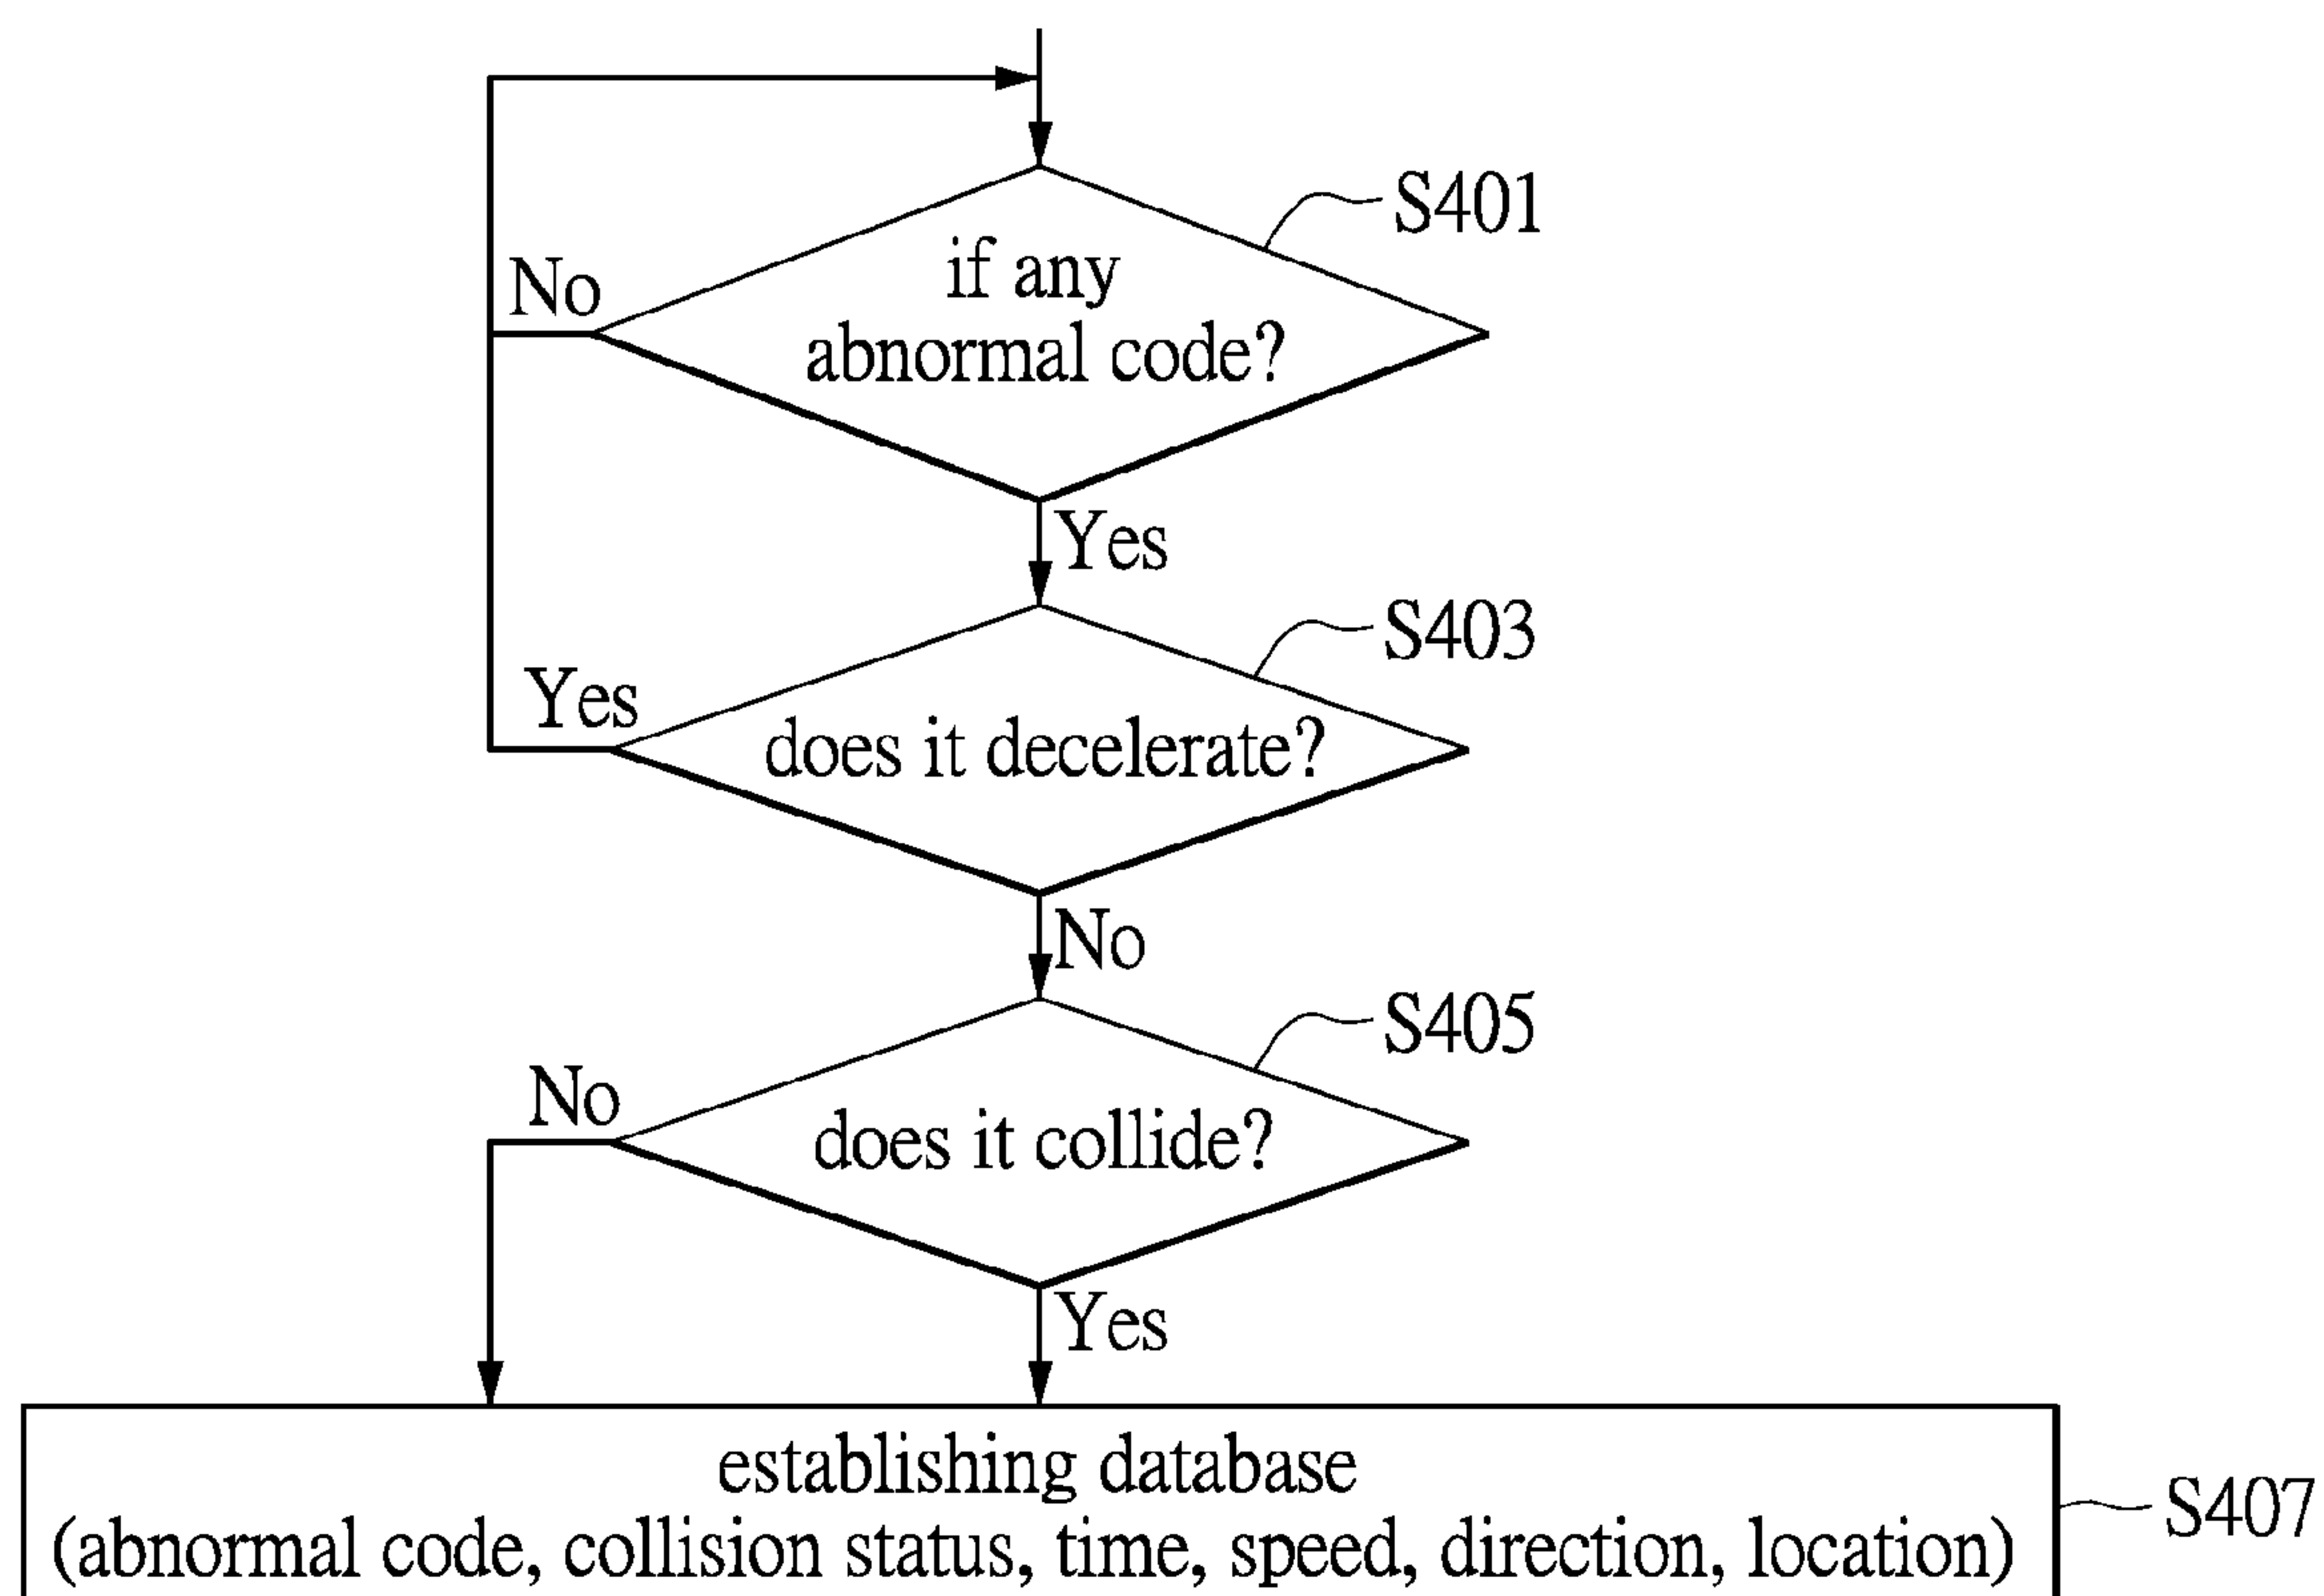 S401
if any
abnormal code?
No
Yes
S403
Yes
does it decelerate?
No
S405
No
does it collide?
Yes
establishing database
(abnormal code, collision status, time, speed, direction, location)
S407